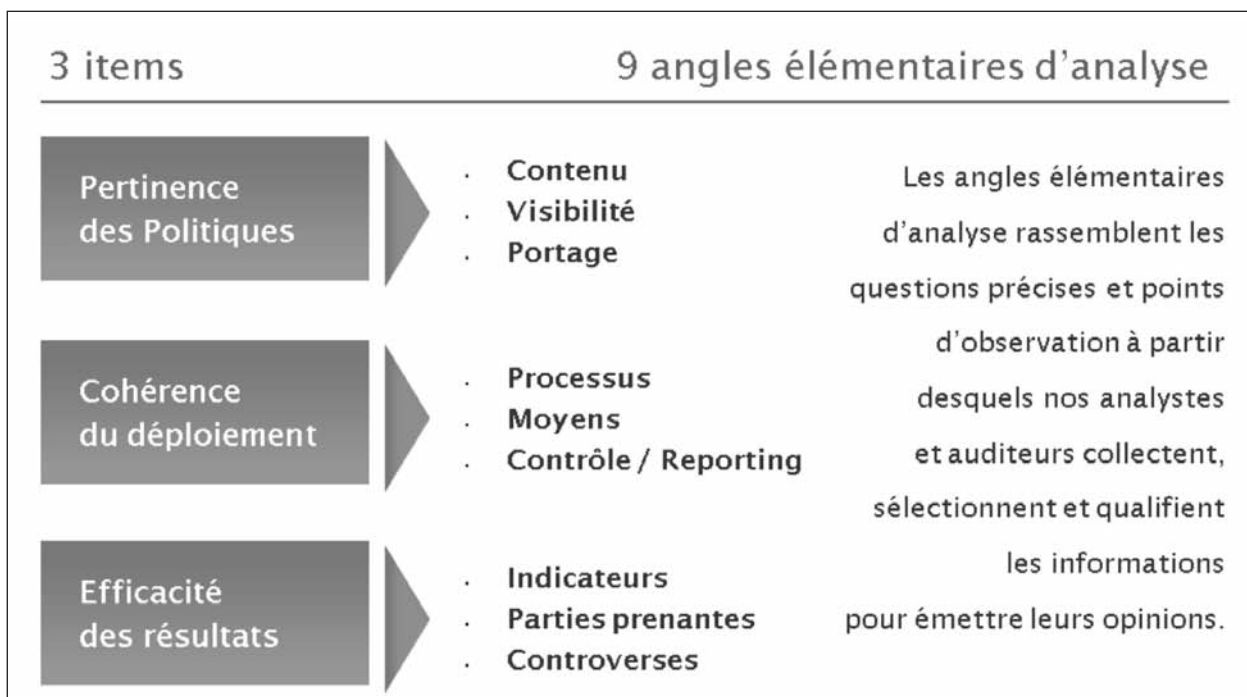 3 items
9 angles élémentaires d’analyse
Pertinence
des Politiques
. Contenu
. Visibilité
. Portage
Cohérence
du déploiement
. Processus
. Moyens
. Contrôle / Reporting
Efficacité
des résultats
. Indicateurs
. Parties prenantes
. Controverses
Les angles élémentaires
d’analyse rassemblent les
questions précises et points
d’observation à partir
desquels nos analystes
et auditeurs collectent,
sélectionnent et qualifient
les informations
pour émettre leurs opinions.